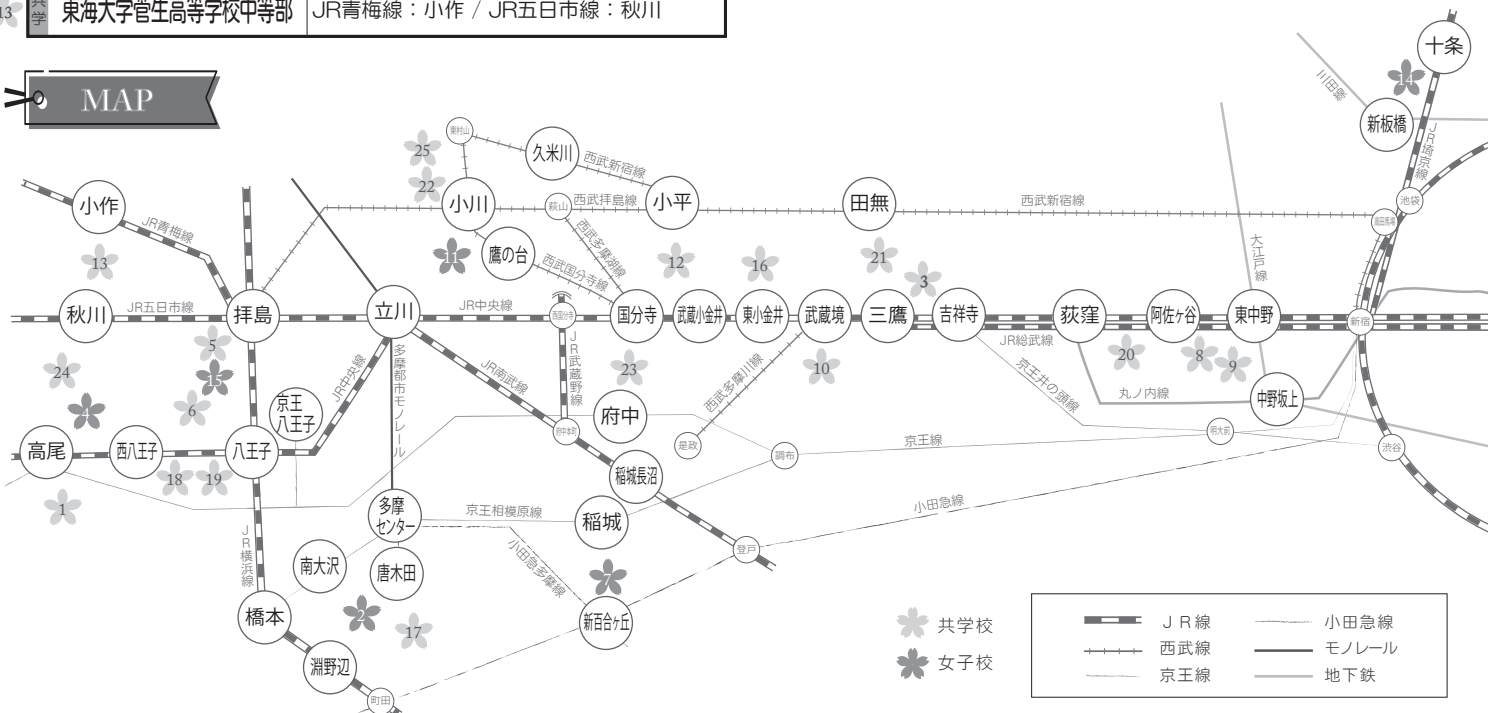 13 共学 東海大学菅生高等学校中等部 JR青梅線：小作 / JR五日市線：秋川
MAP
十条
14
三田線
新板橋
JR埼京線
東村山
25
久米川
西武新宿線
22
小川
萩山
西武拝島線
小平
田無
西武新宿線
池袋
高田馬場
小作
JR青梅線
13
11
鷹の台
西武国分寺線
西武多摩湖線
12
16
21
3
大江戸線
秋川
JR五日市線
拝島
立川
JR中央線
西国分寺
国分寺
武蔵小金井
東小金井
武蔵境
三鷹
吉祥寺
荻窪
阿佐ヶ谷
東中野
新宿
JR総武線
5
24
15
4
6
京王八王子
JR中央線
多摩都市モノレール
JR南武線
JR武蔵野線
23
西武多摩川線
10
京王井の頭線
20
8
9
丸ノ内線
中野坂上
府中
府中本町
是政
調布
京王線
明大前
渋谷
高尾
西八王子
八王子
18
19
1
稲城長沼
多摩センター
京王相模原線
稲城
小田急線
登戸
JR横浜線
南大沢
唐木田
小田急多摩線
7
新百合ヶ丘
橋本
2
17
淵野辺
町田
共学校
女子校
JR線
西武線
京王線
小田急線
モノレール
地下鉄